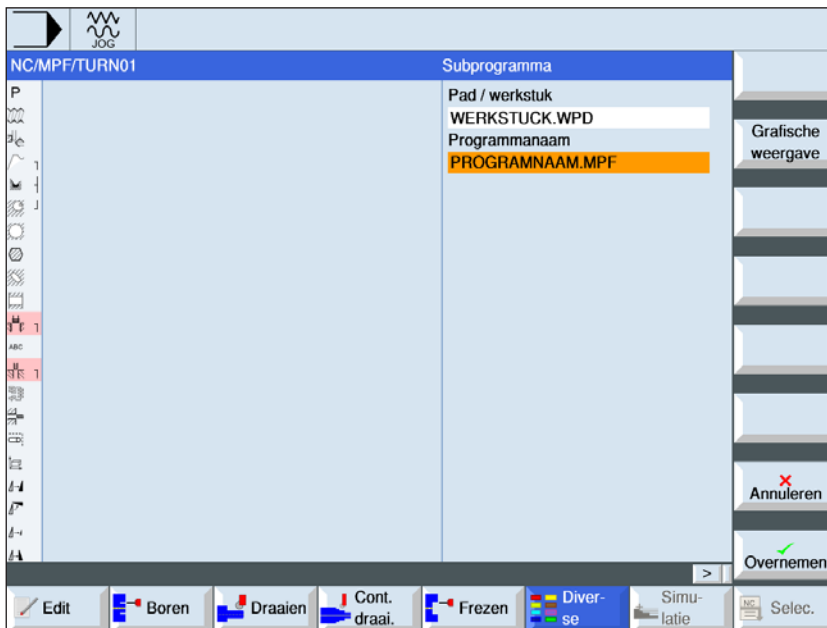 JOG
NC/MPF/TURN01
Subprogramma
P
Pad / werkstuk
WERKSTUCK.WPD
Programmanaam
PROGRAMNAAM.MPF
Grafische
weergave
ABC
Annuleren
Overnemen
>
Edit
Boren
Draaien
Cont.
draai.
Frezen
Diver-
se
Simu-
latie
NC
Selec.